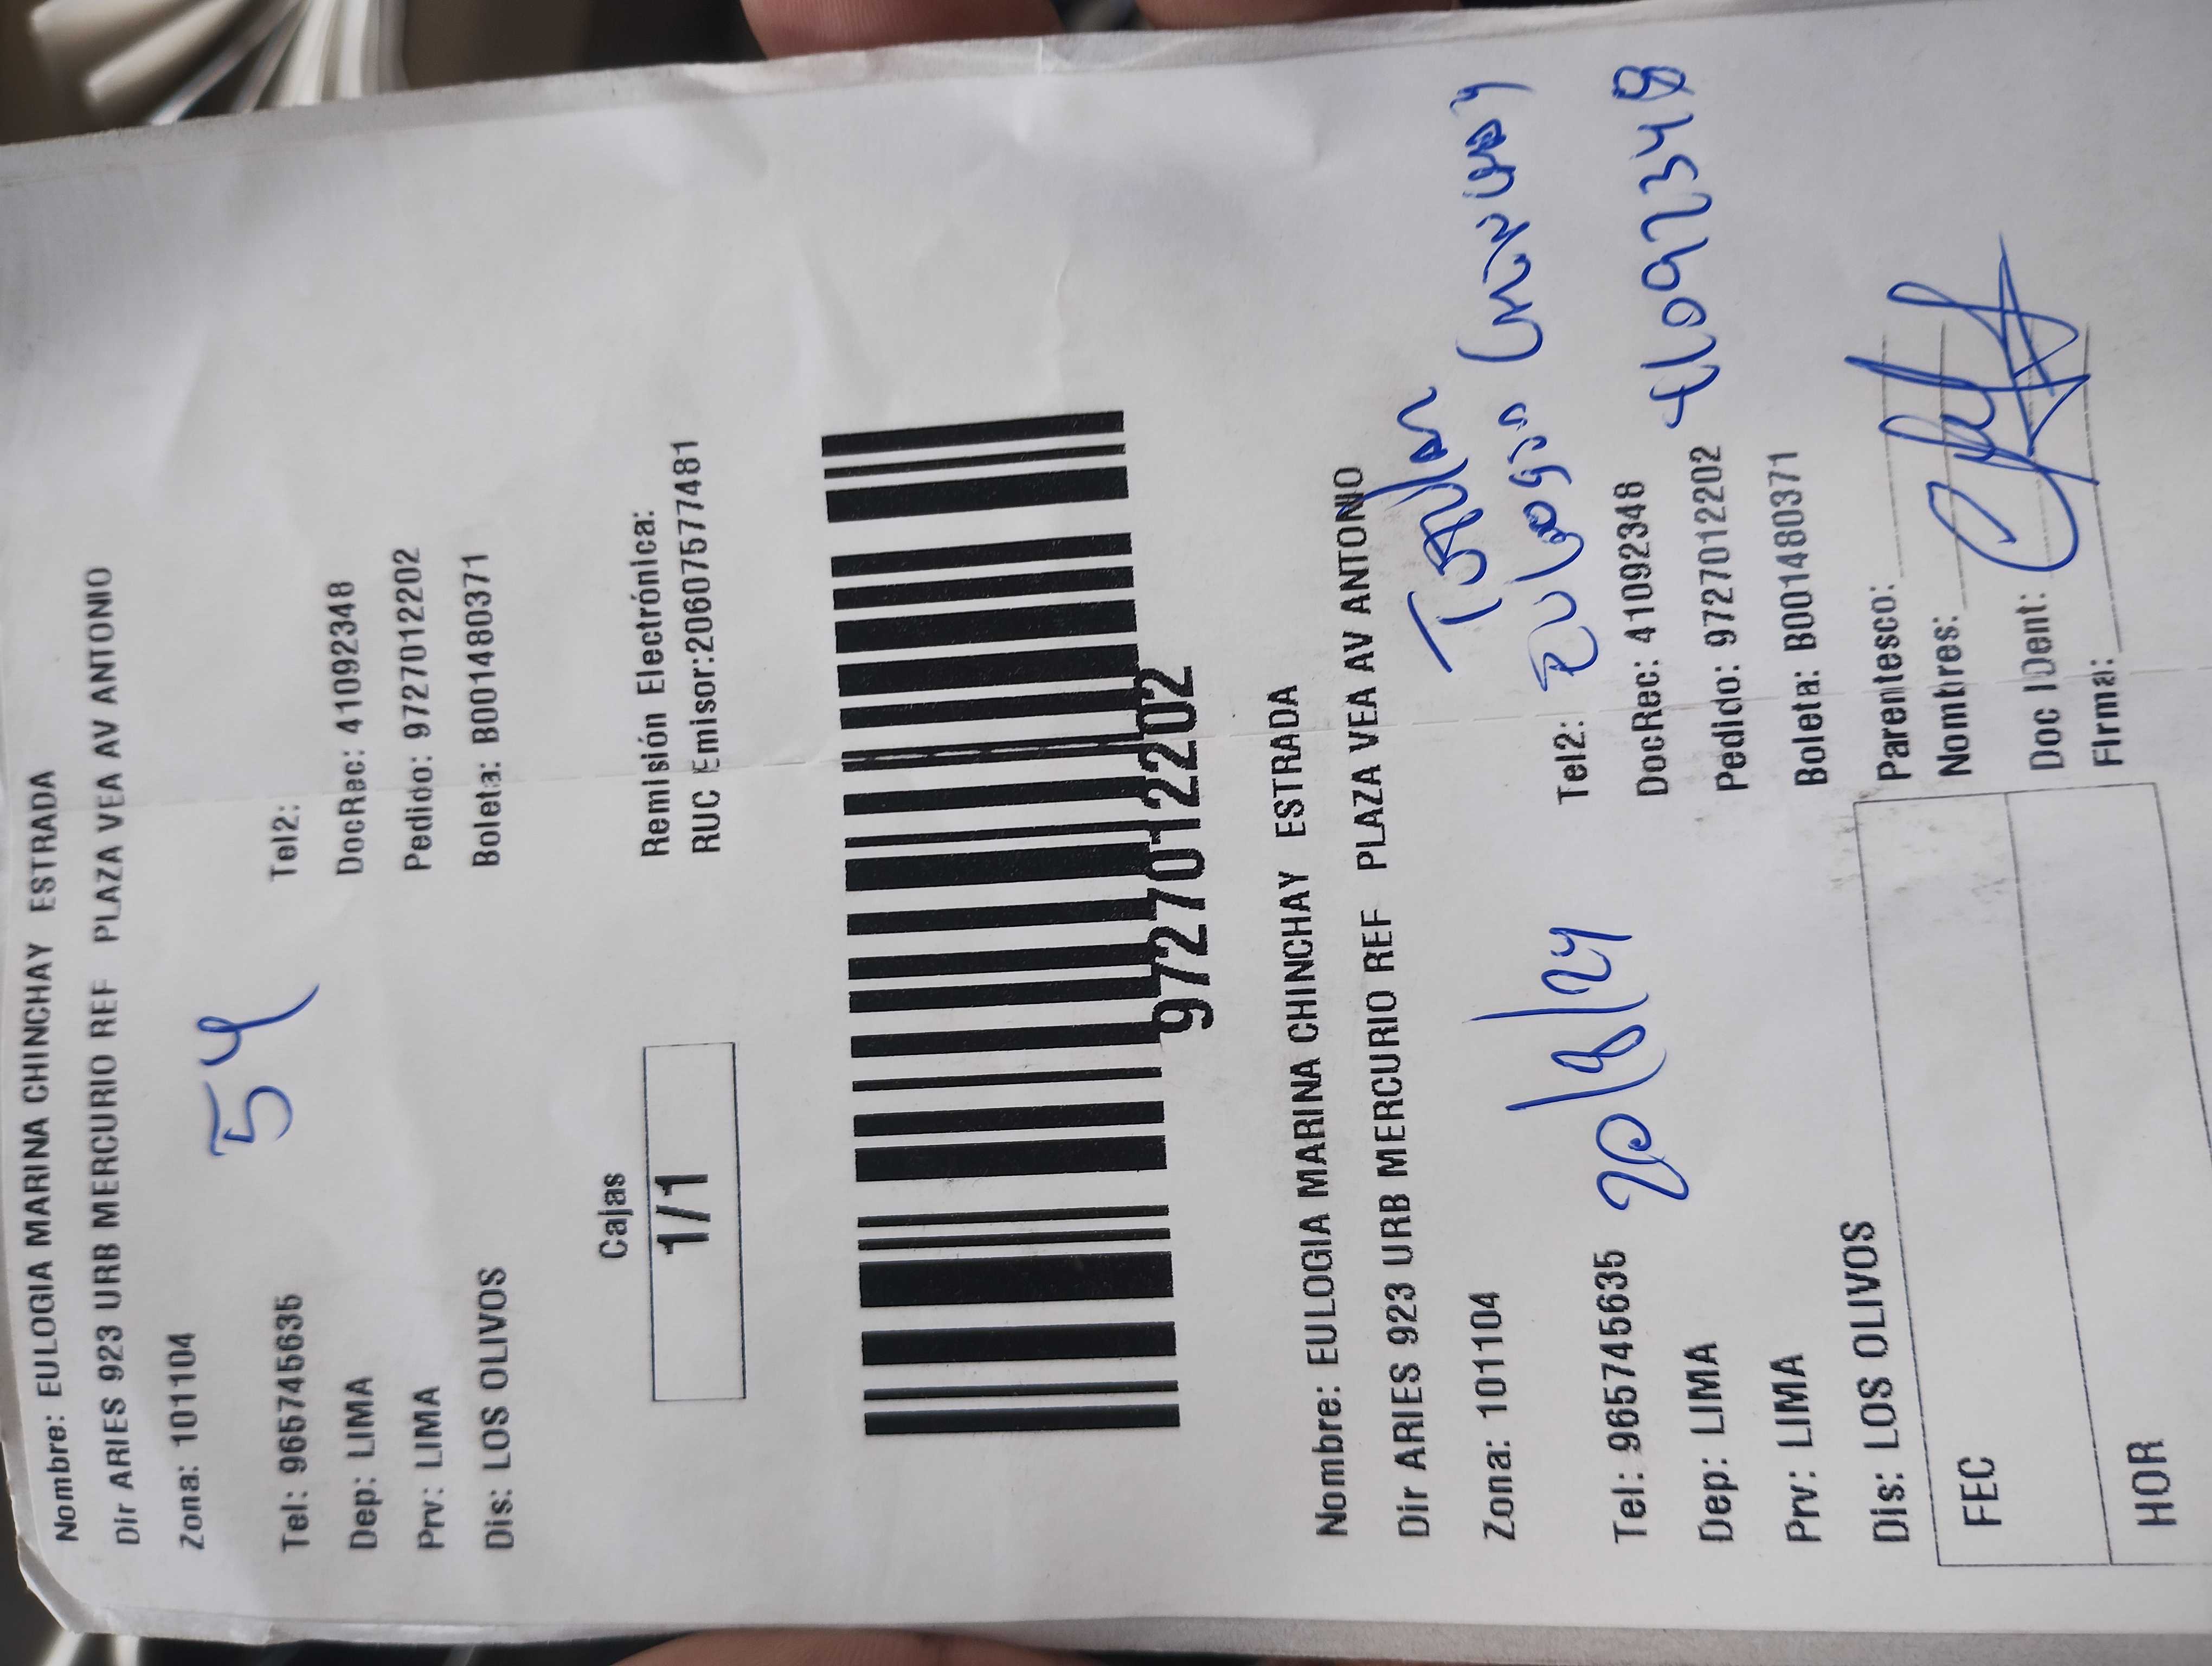 Nombre: EULOGIA MARINA CHINCHAY ESTRADA
Dir ARIES 923 URB MERCURIO REF PLAZA VEA AV ANTONIO
Zona: 101104
54
Tel: 965745635 Tel2:
Dep: LIMA DocRec: 41092348
Prv: LIMA Pedido: 9727012202
Dis: LOS OLIVOS Boleta: B00148037​1
Cajas
1/1
Remisión Electrónica:
RUC Emisor:20607577481
9727012202
Nombre: EULOGIA MARINA CHINCHAY ESTRADA
Dir ARIES 923 URB MERCURIO REF PLAZA VEA AV ANTONIO
Titular
Zona: 101104
Eulogia Chinchay
Tel: 965745635 20/8/24 Tel2:
Dep: LIMA DocRec: 41092348 41092348
Prv: LIMA Pedido: 9727012202
Dis: LOS OLIVOS Boleta: B001480371
FEC
HOR
Parentesco:
Nombres:
Doc IDent:
FIrma: